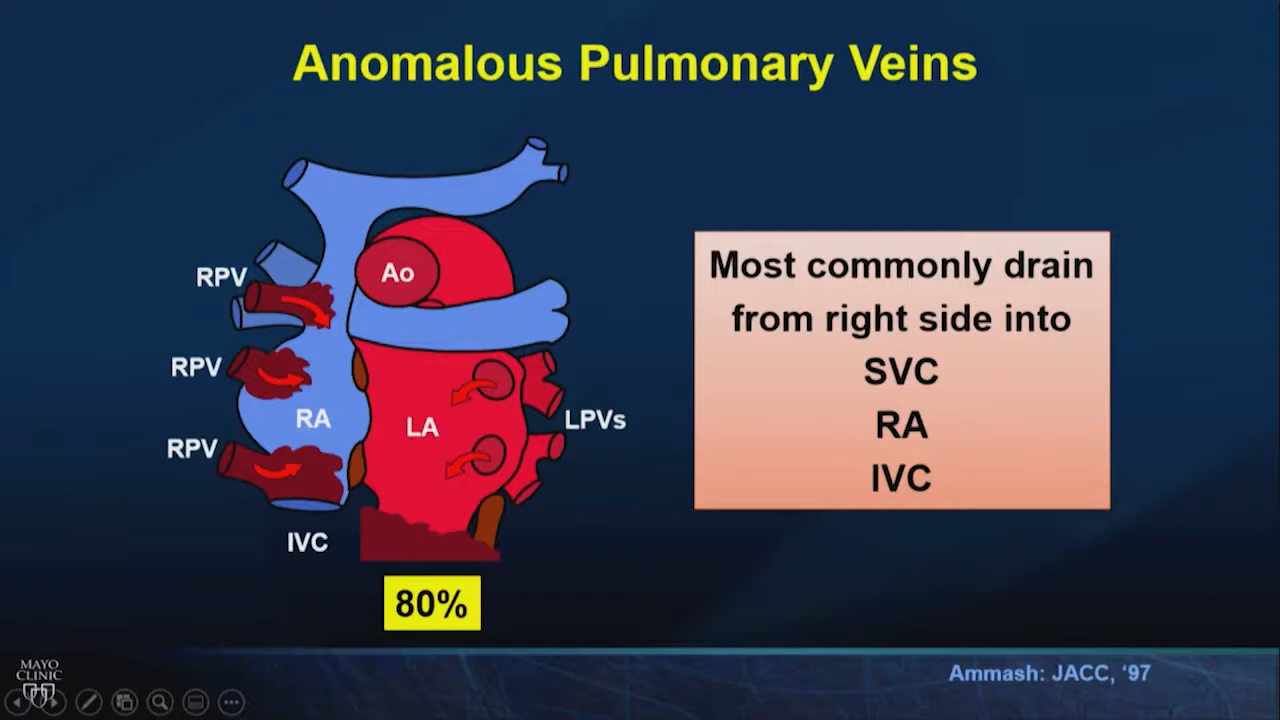 Anomalous Pulmonary Veins
RPV
Ao
RPV
RA
LA
LPVs
RPV
IVC
80%
Most commonly drain
from right side into
SVC
RA
IVC
MAYO
CLINIC
Ammash: JACC, ‘97